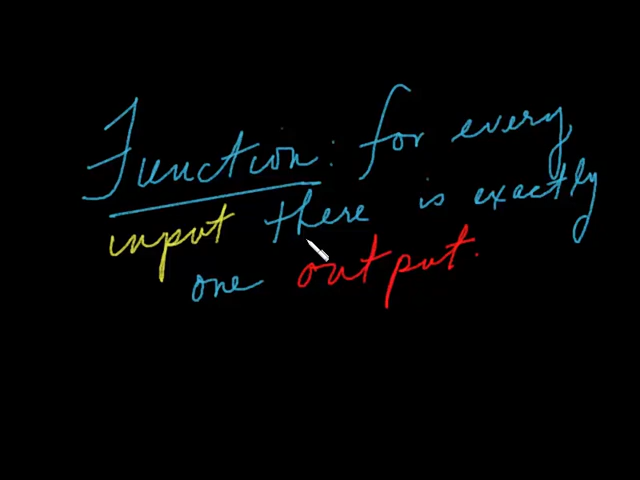 Function: for every
input there is exactly
one output.